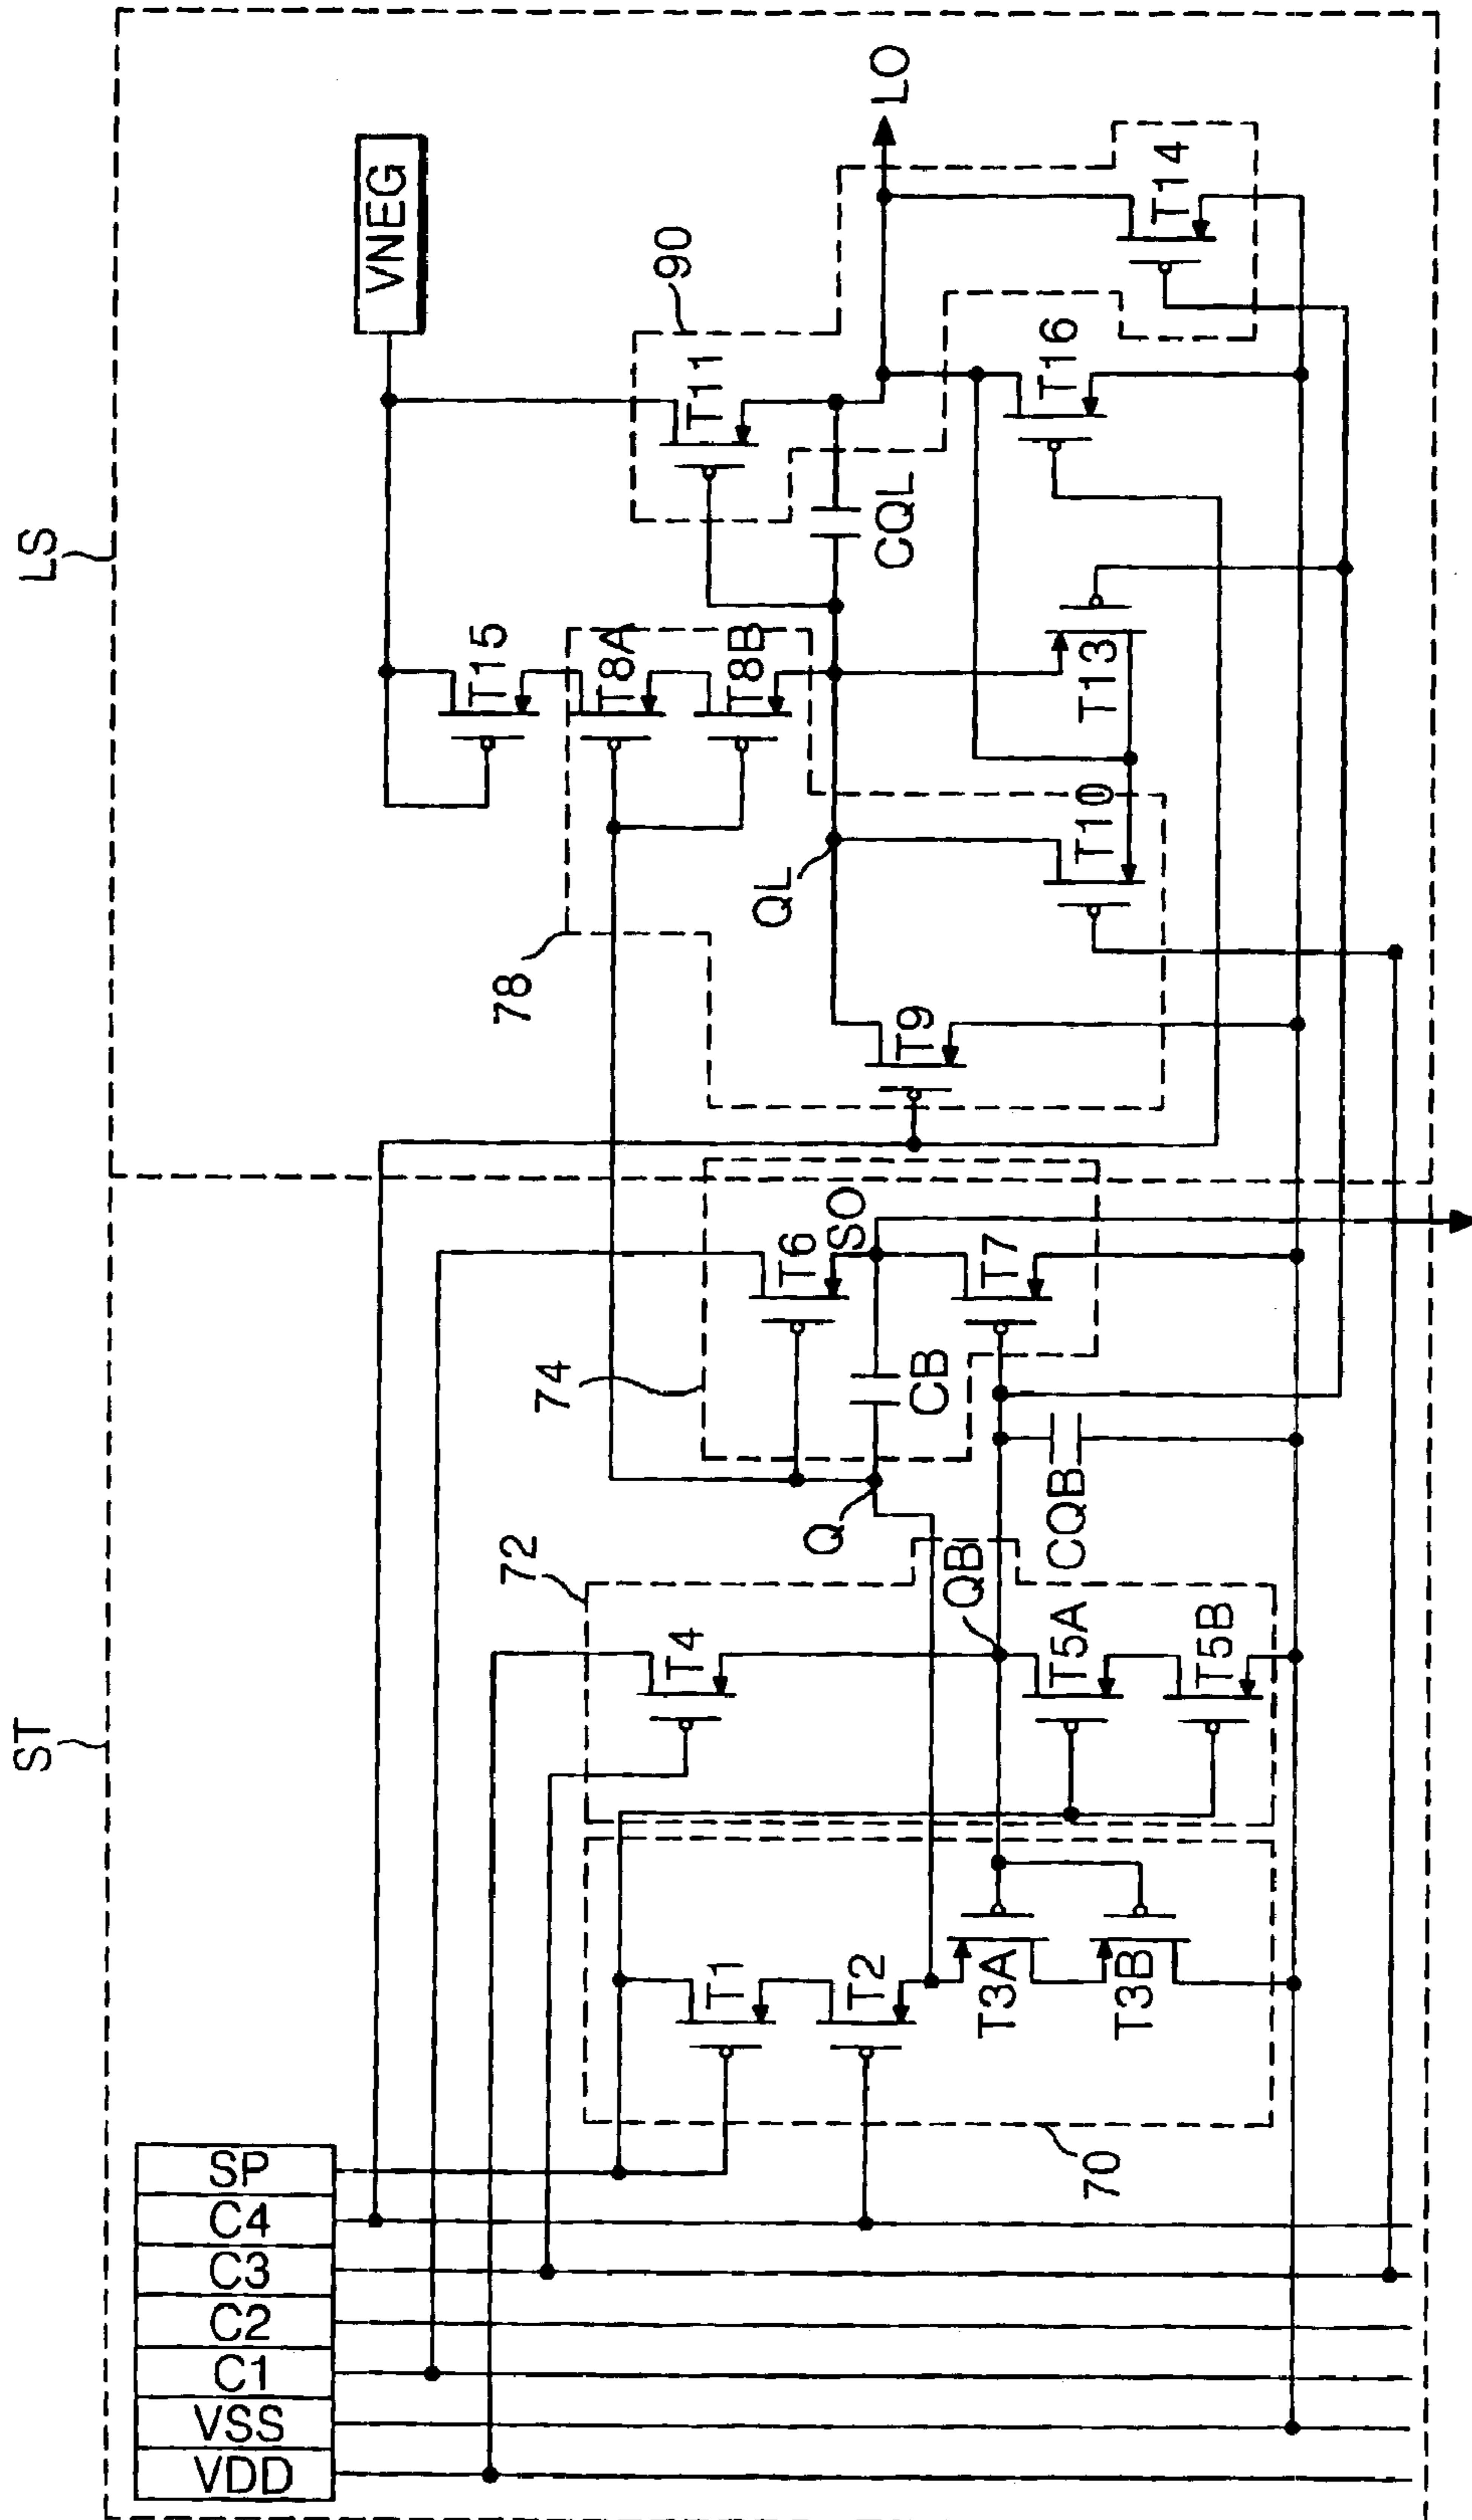 ST
LS
SP
C4
C3
C2
C1
VSS
VDD
70
72
74
78
90
T1
T2
T3A
T3B
T4
T5A
T5B
QB
Q
CQB
CB
T6
SO
T7
T9
QL
T10
T13
T15
T8A
T8B
CQL
T11
T16
T14
VNEG
LO